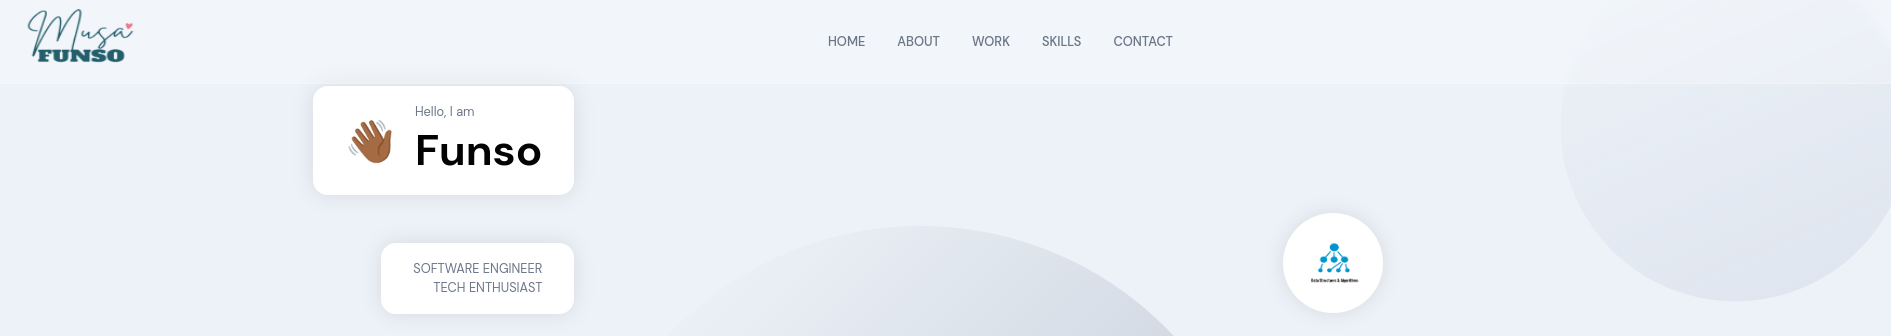 Musa
FUNSO
HOME ABOUT WORK SKILLS CONTACT
Hello, I am
Funso
SOFTWARE ENGINEER
TECH ENTHUSIAST
Data Structures & Algorithms